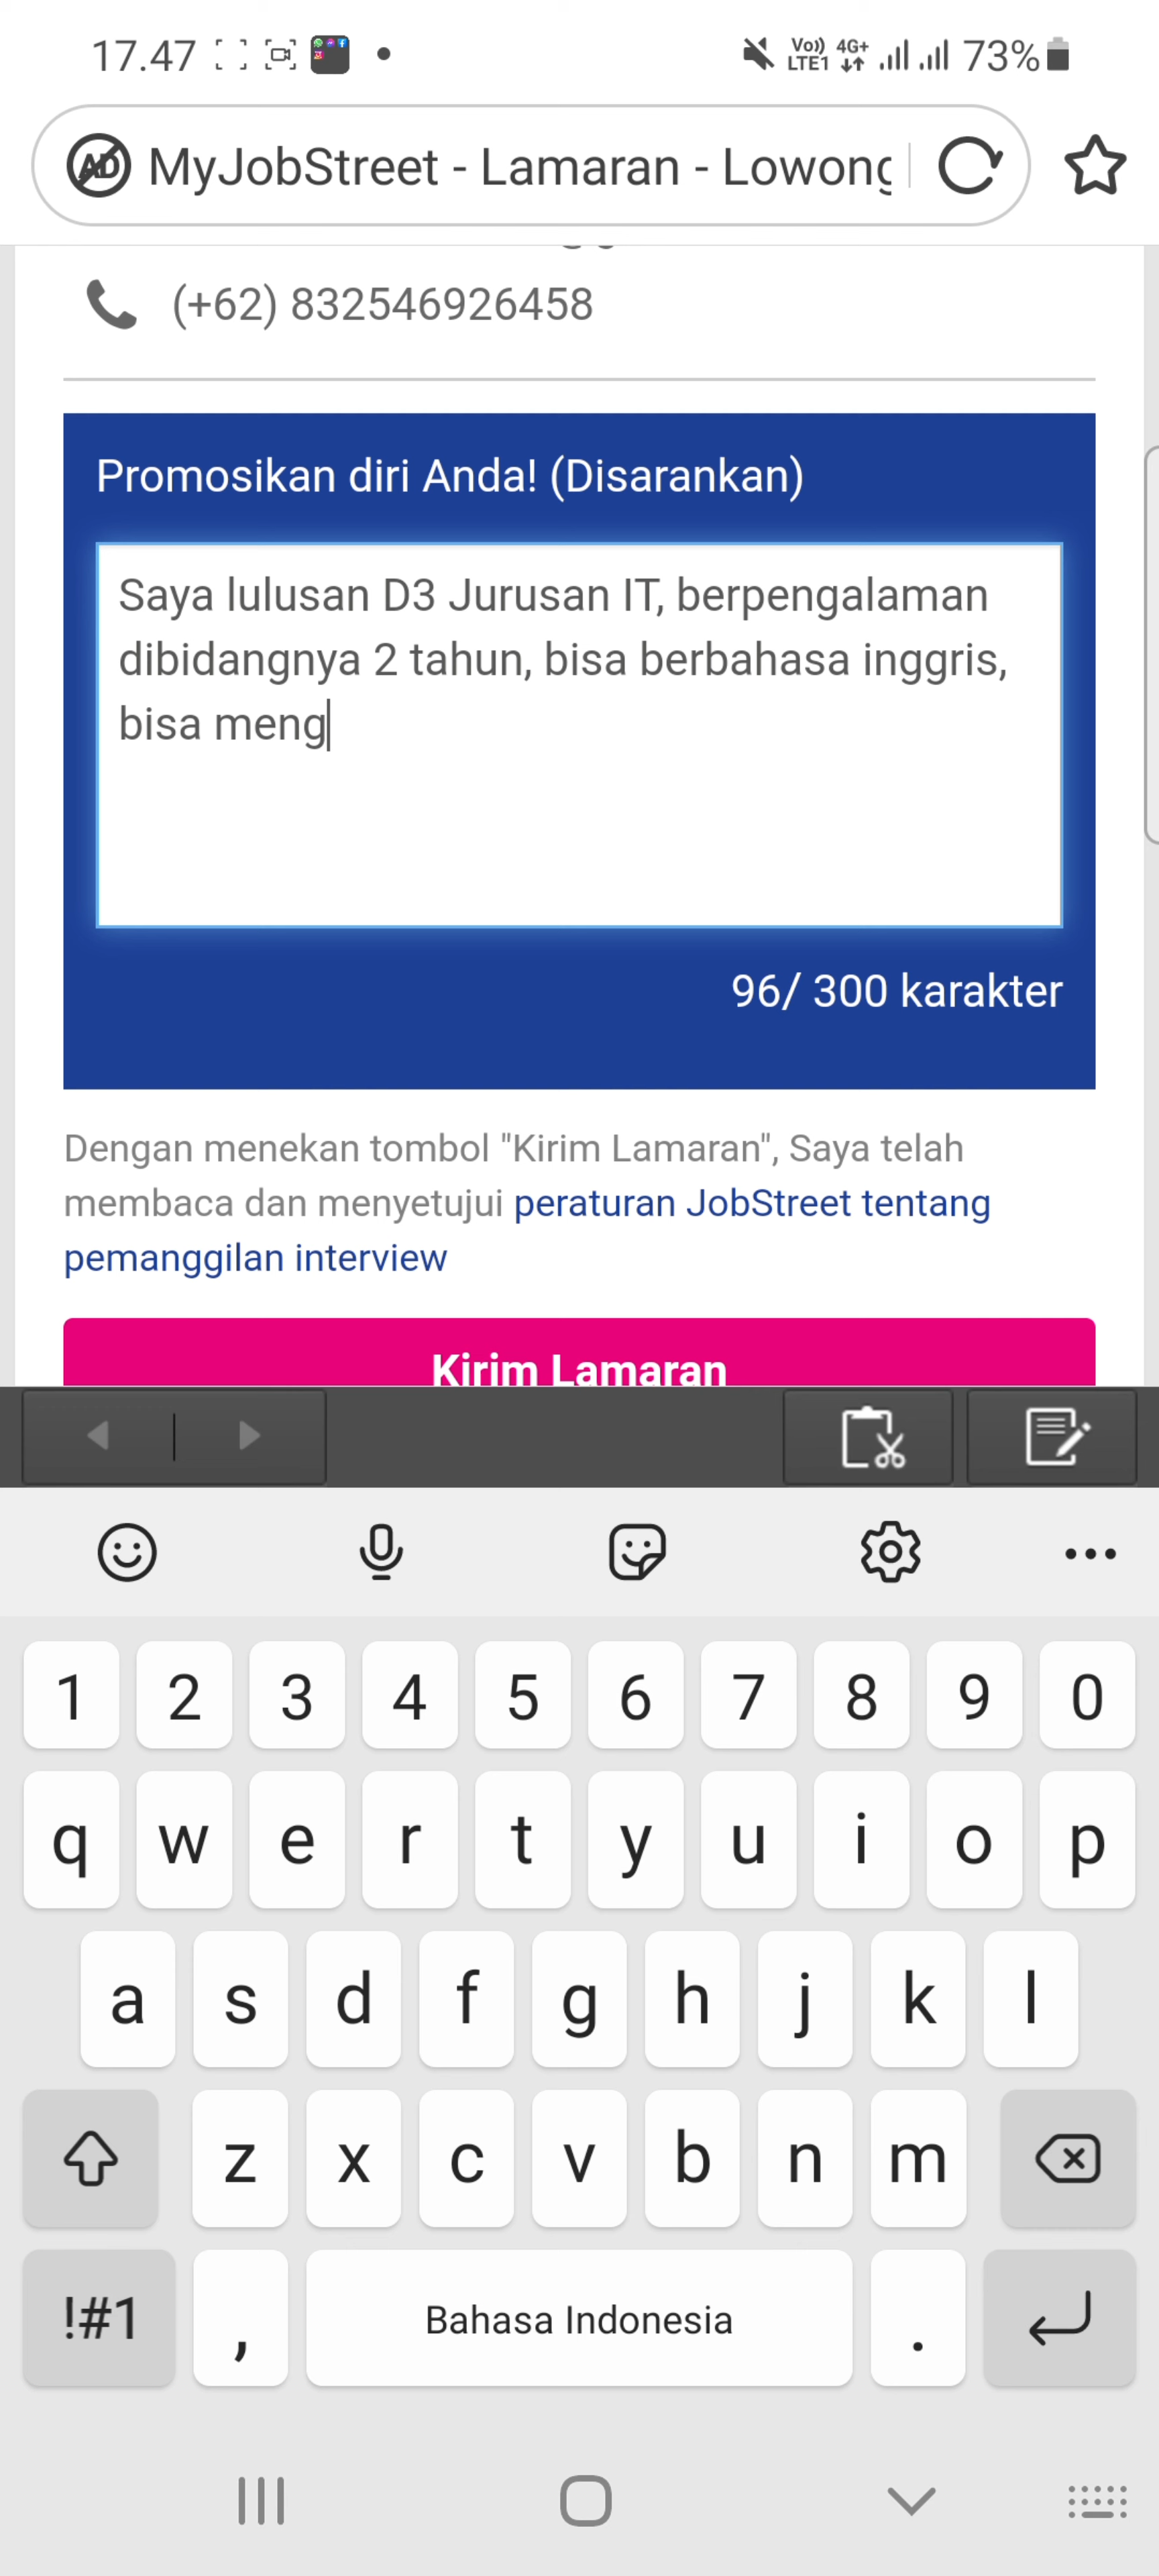 17.47
Vo)) LTE1 4G+ 73%
AD MyJobStreet - Lamaran - Lowong
(+62) 832546926458
Promosikan diri Anda! (Disarankan)
Saya lulusan D3 Jurusan IT, berpengalaman
dibidangnya 2 tahun, bisa berbahasa inggris,
bisa meng
96/ 300 karakter
Dengan menekan tombol "Kirim Lamaran", Saya telah
membaca dan menyetujui peraturan JobStreet tentang
pemanggilan interview
Kirim Lamaran
1 2 3 4 5 6 7 8 9 0
q w e r t y u i o p
a s d f g h j k l
z x c v b n m
!#1 , Bahasa Indonesia .